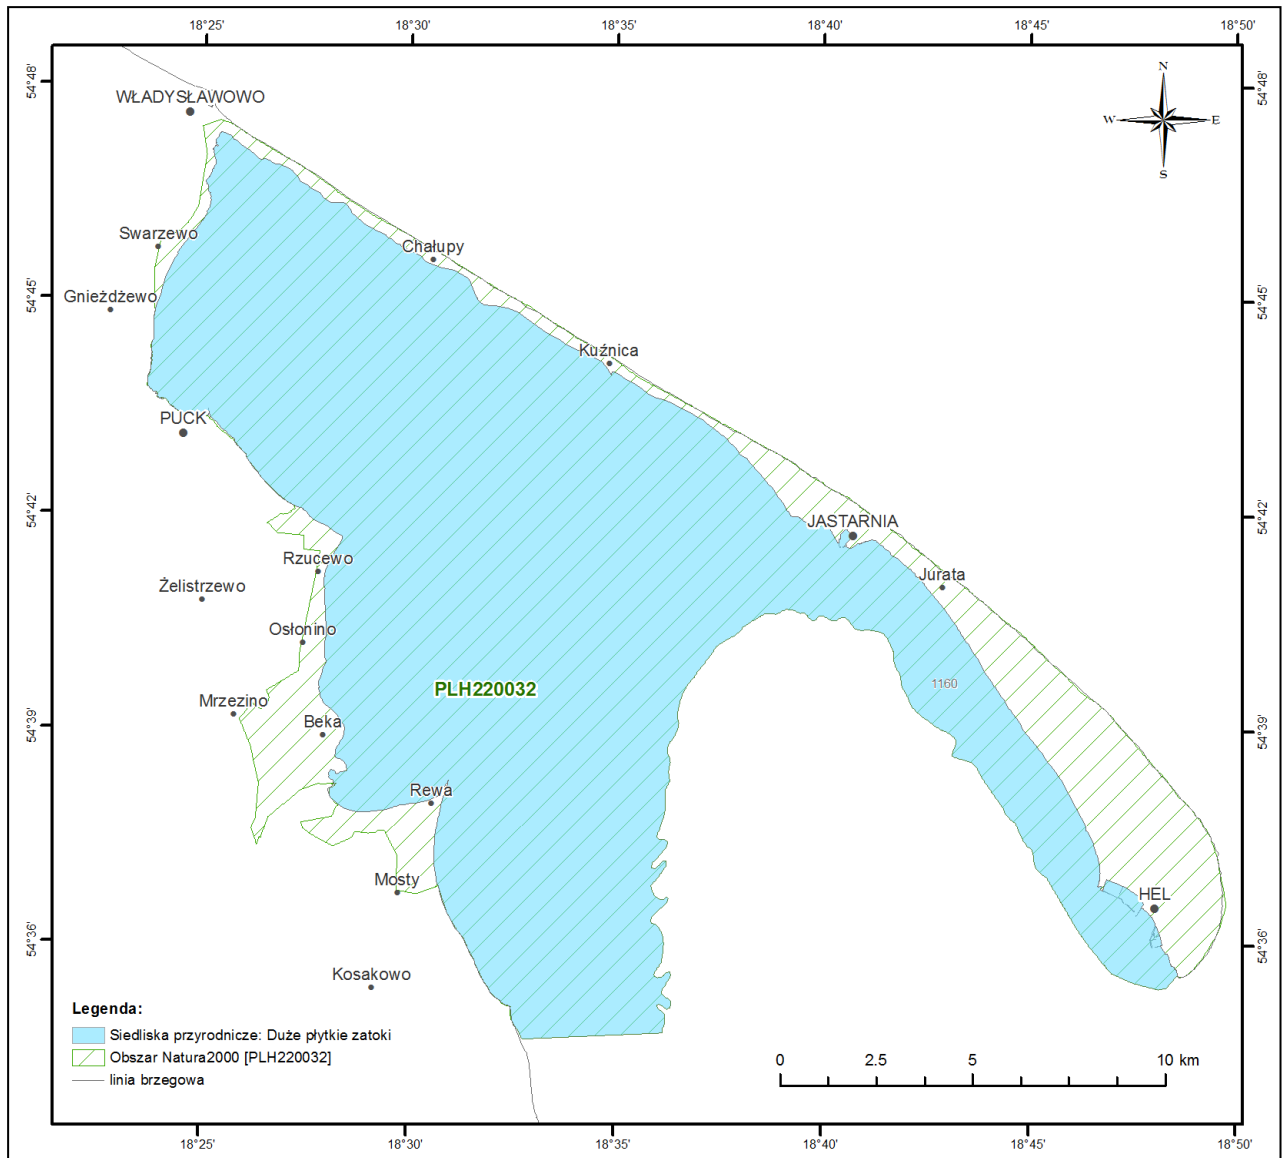 18°25' 18°30' 18°35' 18°40' 18°45' 18°50'
54°48' 54°48'
N
W E
S
WŁADYSŁAWOWO
Swarzewo
Chałupy
Gnieżdżewo
54°45' 54°45'
Kuźnica
PUCK
54°42' 54°42'
JASTARNIA
Rzucewo
Jurata
Żelistrzewo
Osłonino
PLH220032
1160
Mrzezino
Beka
54°39' 54°39'
Rewa
Mosty
HEL
54°36' 54°36'
Kosakowo
Legenda:
Siedliska przyrodnicze: Duże płytkie zatoki
Obszar Natura2000 [PLH220032]
linia brzegowa
0 2.5 5 10 km
18°25' 18°30' 18°35' 18°40' 18°45' 18°50'